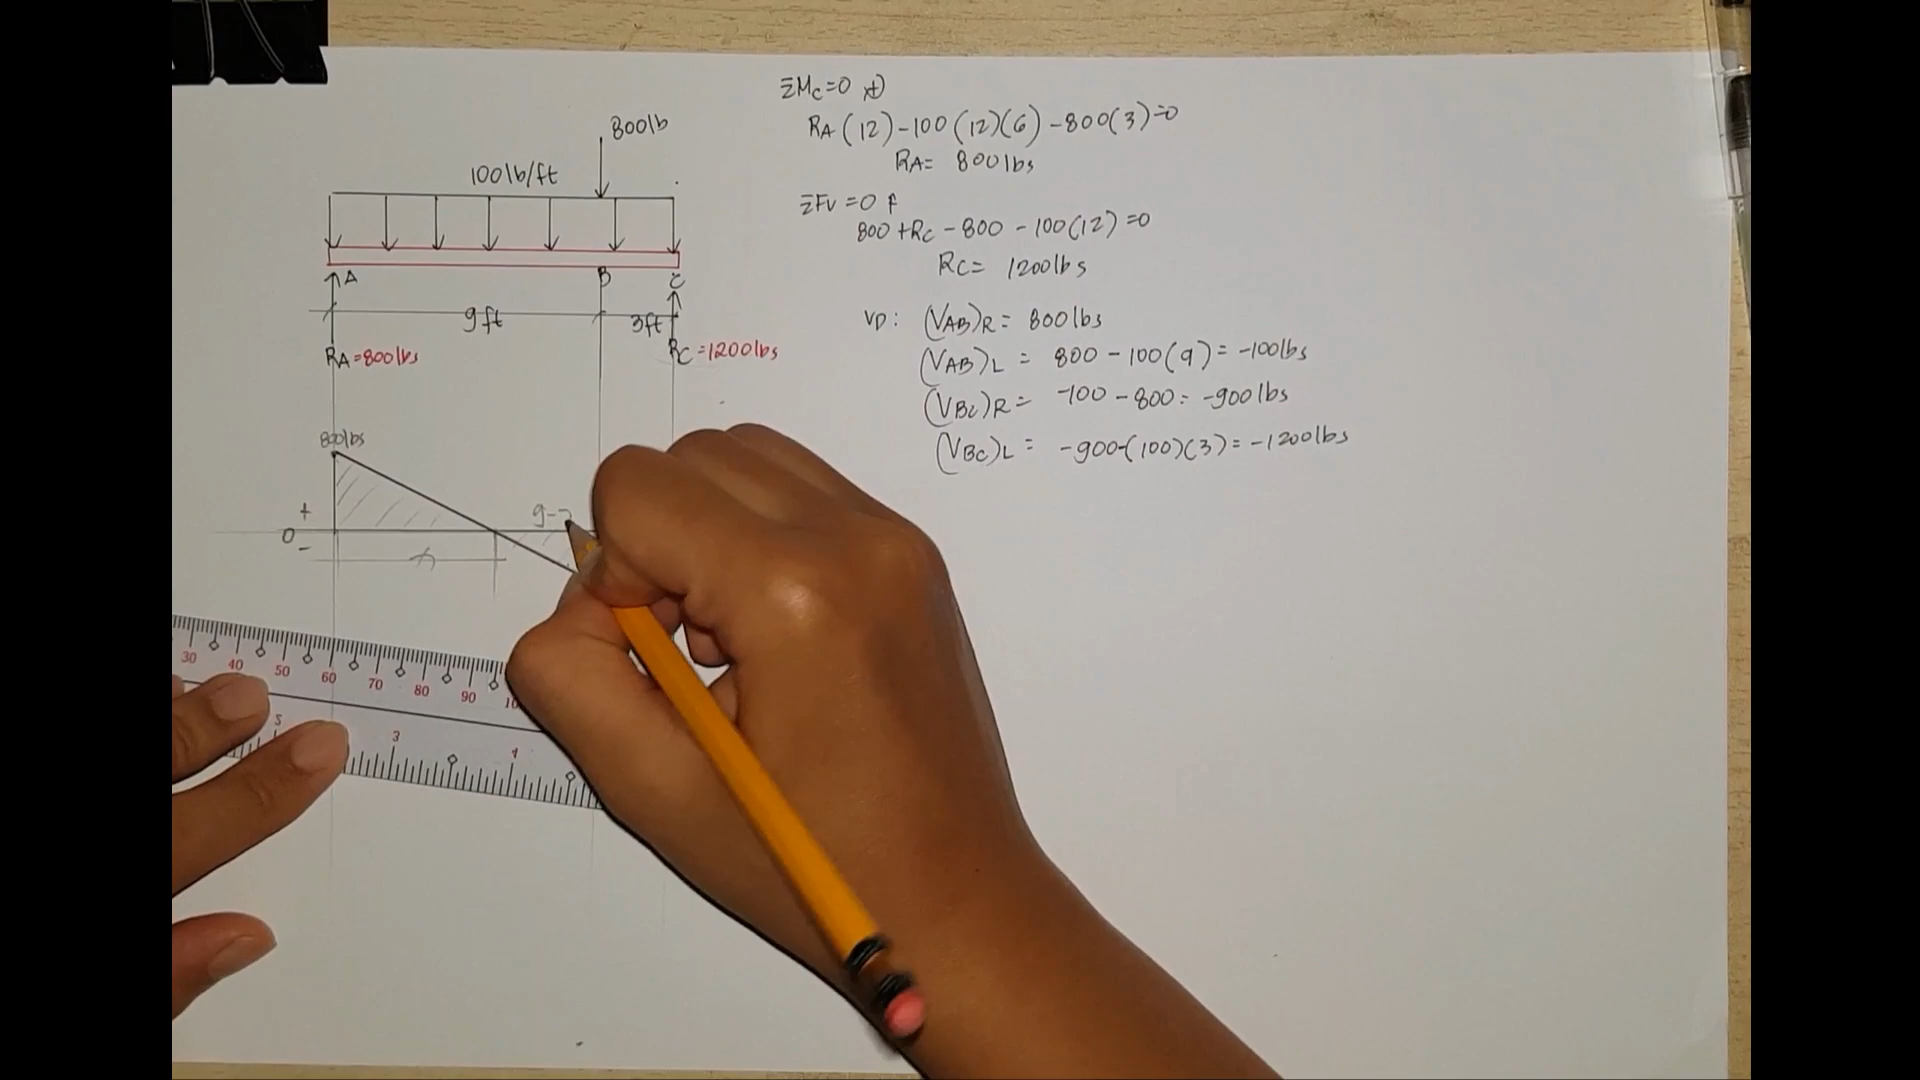 800lb
100lb/ft
A
B
C
9ft
3ft
RA=800lbs
RC=1200lbs
800lbs
+
0
-
x
9-
ΣMC=0 +
RA(12)-100(12)(6)-800(3)=0
RA= 800lbs
ΣFV=0 ↑
800+RC-800-100(12)=0
RC= 1200lbs
VD: (VAB)R= 800lbs
(VAB)L = 800-100(9)=-100lbs
(VBC)R= -100-800=-900lbs
(VBC)L = -900-(100)(3)=-1200lbs
30 40 50 60 70 80 90 10
3 4